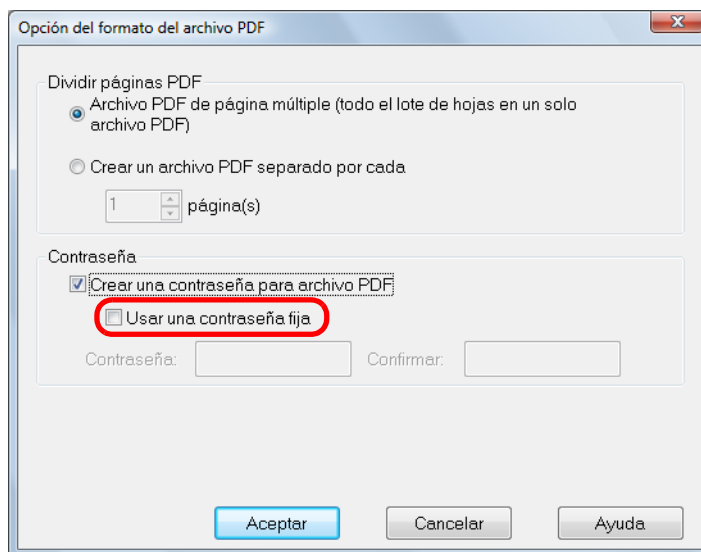 Opción del formato del archivo PDF
Dividir páginas PDF
Archivo PDF de página múltiple (todo el lote de hojas en un solo
archivo PDF)
Crear un archivo PDF separado por cada
1 página(s)
Contraseña
Crear una contraseña para archivo PDF
Usar una contraseña fija
Contraseña: Confirmar:
Aceptar Cancelar Ayuda